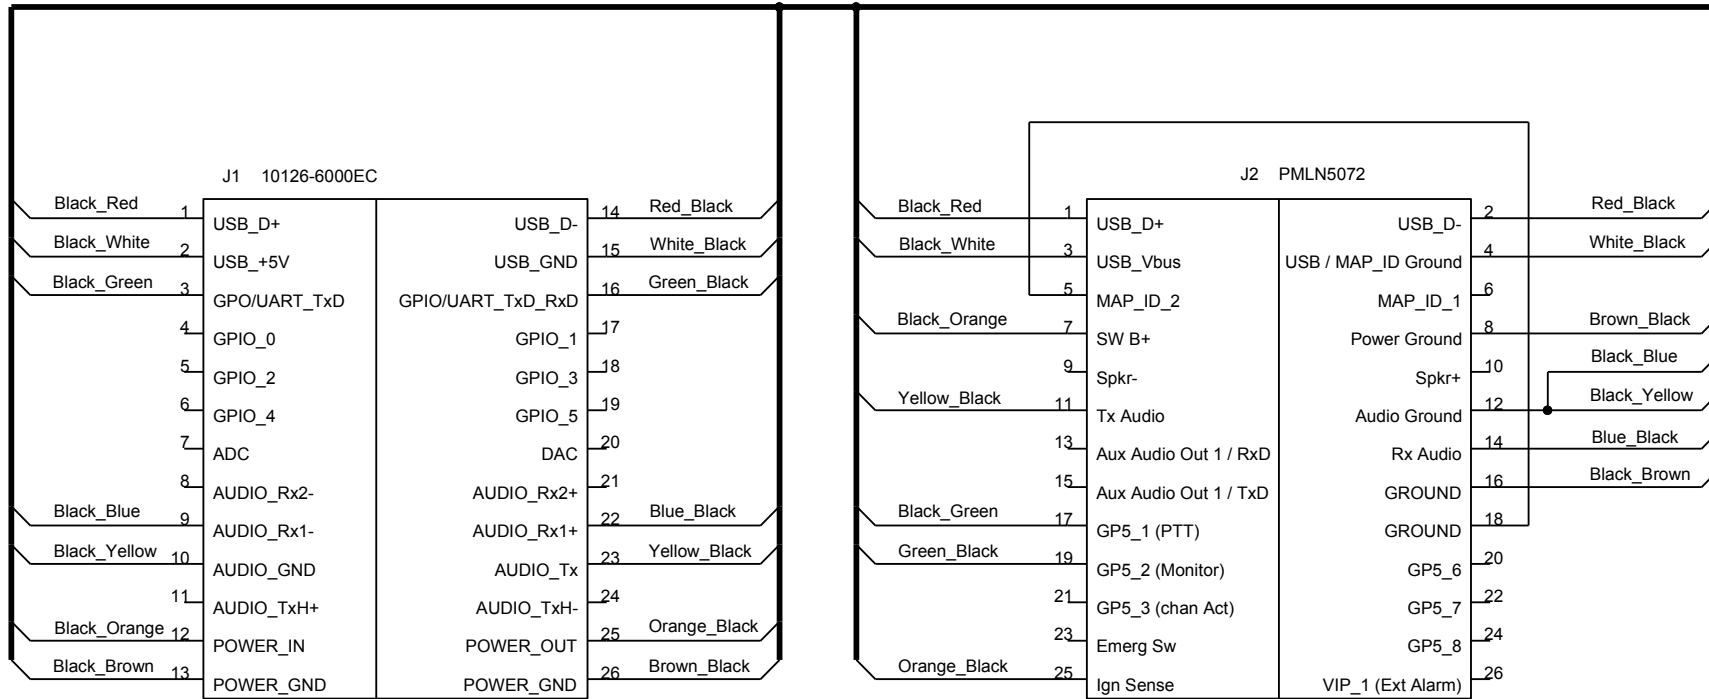 J1 10126-6000EC
Black_Red 1 USB_D+ USB_D- 14 Red_Black
Black_White 2 USB_+5V USB_GND 15 White_Black
Black_Green 3 GPO/UART_TxD GPIO/UART_TxD_RxD 16 Green_Black
4 GPIO_0 GPIO_1 17
5 GPIO_2 GPIO_3 18
6 GPIO_4 GPIO_5 19
7 ADC DAC 20
8 AUDIO_Rx2- AUDIO_Rx2+ 21
Black_Blue 9 AUDIO_Rx1- AUDIO_Rx1+ 22 Blue_Black
Black_Yellow 10 AUDIO_GND AUDIO_Tx 23 Yellow_Black
11 AUDIO_TxH+ AUDIO_TxH- 24
Black_Orange 12 POWER_IN POWER_OUT 25 Orange_Black
Black_Brown 13 POWER_GND POWER_GND 26 Brown_Black
J2 PMLN5072
Black_Red 1 USB_D+ USB_D- 2 Red_Black
Black_White 3 USB_Vbus USB / MAP_ID Ground 4 White_Black
5 MAP_ID_2 MAP_ID_1 6
Black_Orange 7 SW B+ Power Ground 8 Brown_Black
9 Spkr- Spkr+ 10 Black_Blue
Yellow_Black 11 Tx Audio Audio Ground 12 Black_Yellow
13 Aux Audio Out 1 / RxD Rx Audio 14 Blue_Black
15 Aux Audio Out 1 / TxD GROUND 16 Black_Brown
Black_Green 17 GP5_1 (PTT) GROUND 18
Green_Black 19 GP5_2 (Monitor) GP5_6 20
21 GP5_3 (chan Act) GP5_7 22
23 Emerg Sw GP5_8 24
Orange_Black 25 Ign Sense VIP_1 (Ext Alarm) 26